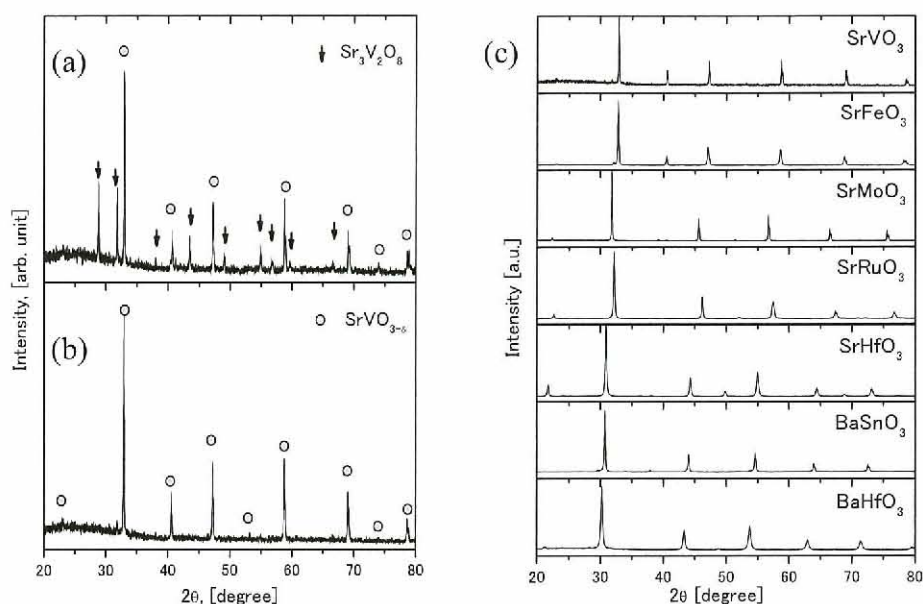 (a)
Sr₃V₂O₈
(b)
SrVO₃₋δ
Intensity, [arb. unit]
20 30 40 50 60 70 80
2θ, [degree]
(c)
SrVO₃
SrFeO₃
SrMoO₃
SrRuO₃
SrHfO₃
BaSnO₃
BaHfO₃
Intensity [a.u.]
20 30 40 50 60 70 80
2θ [degree]